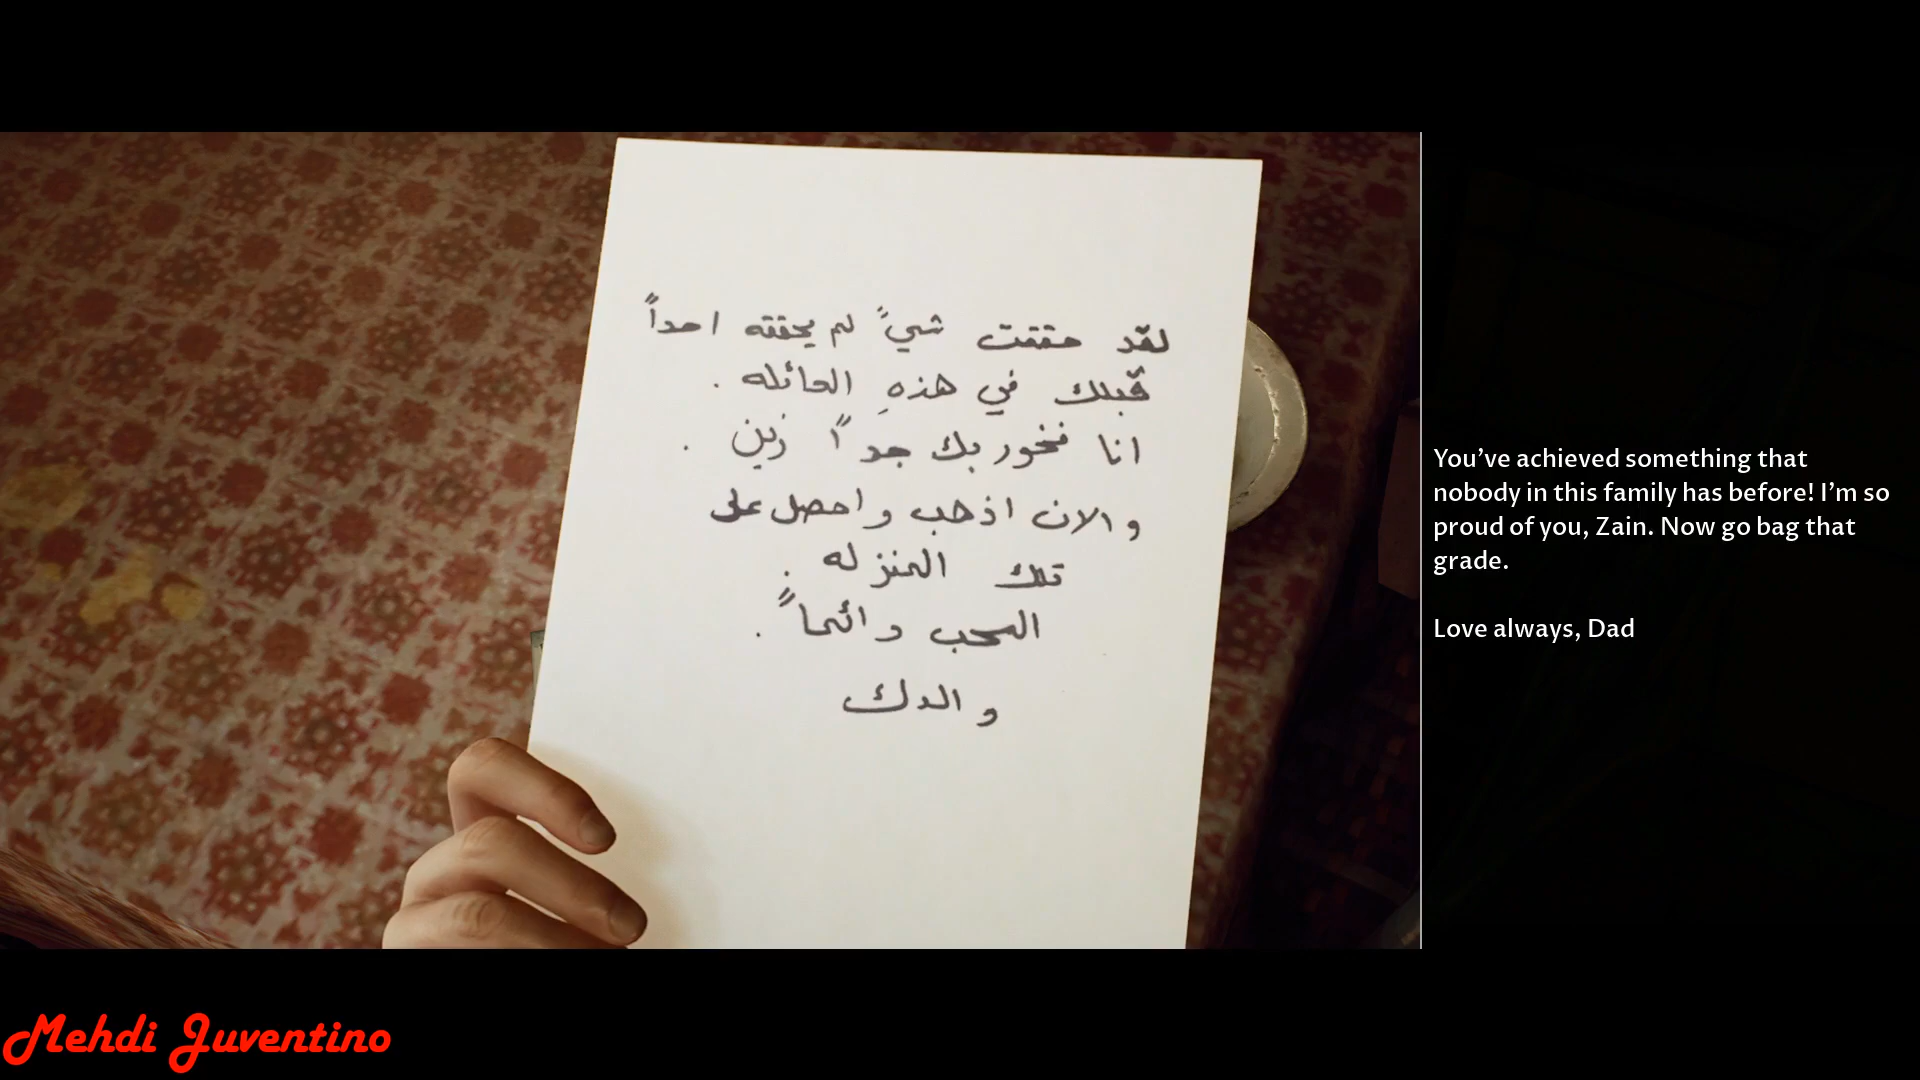 لقد حققت شيءً لم يحققه احداً
قبلك في هذهِ العائله .
انا فخور بك جداً زين .
والان اذهب واحصل على
تلك المنزله .
المحب دائماً .
والدك
You've achieved something that
nobody in this family has before! I'm so
proud of you, Zain. Now go bag that
grade.
Love always, Dad
Mehdi Juventino